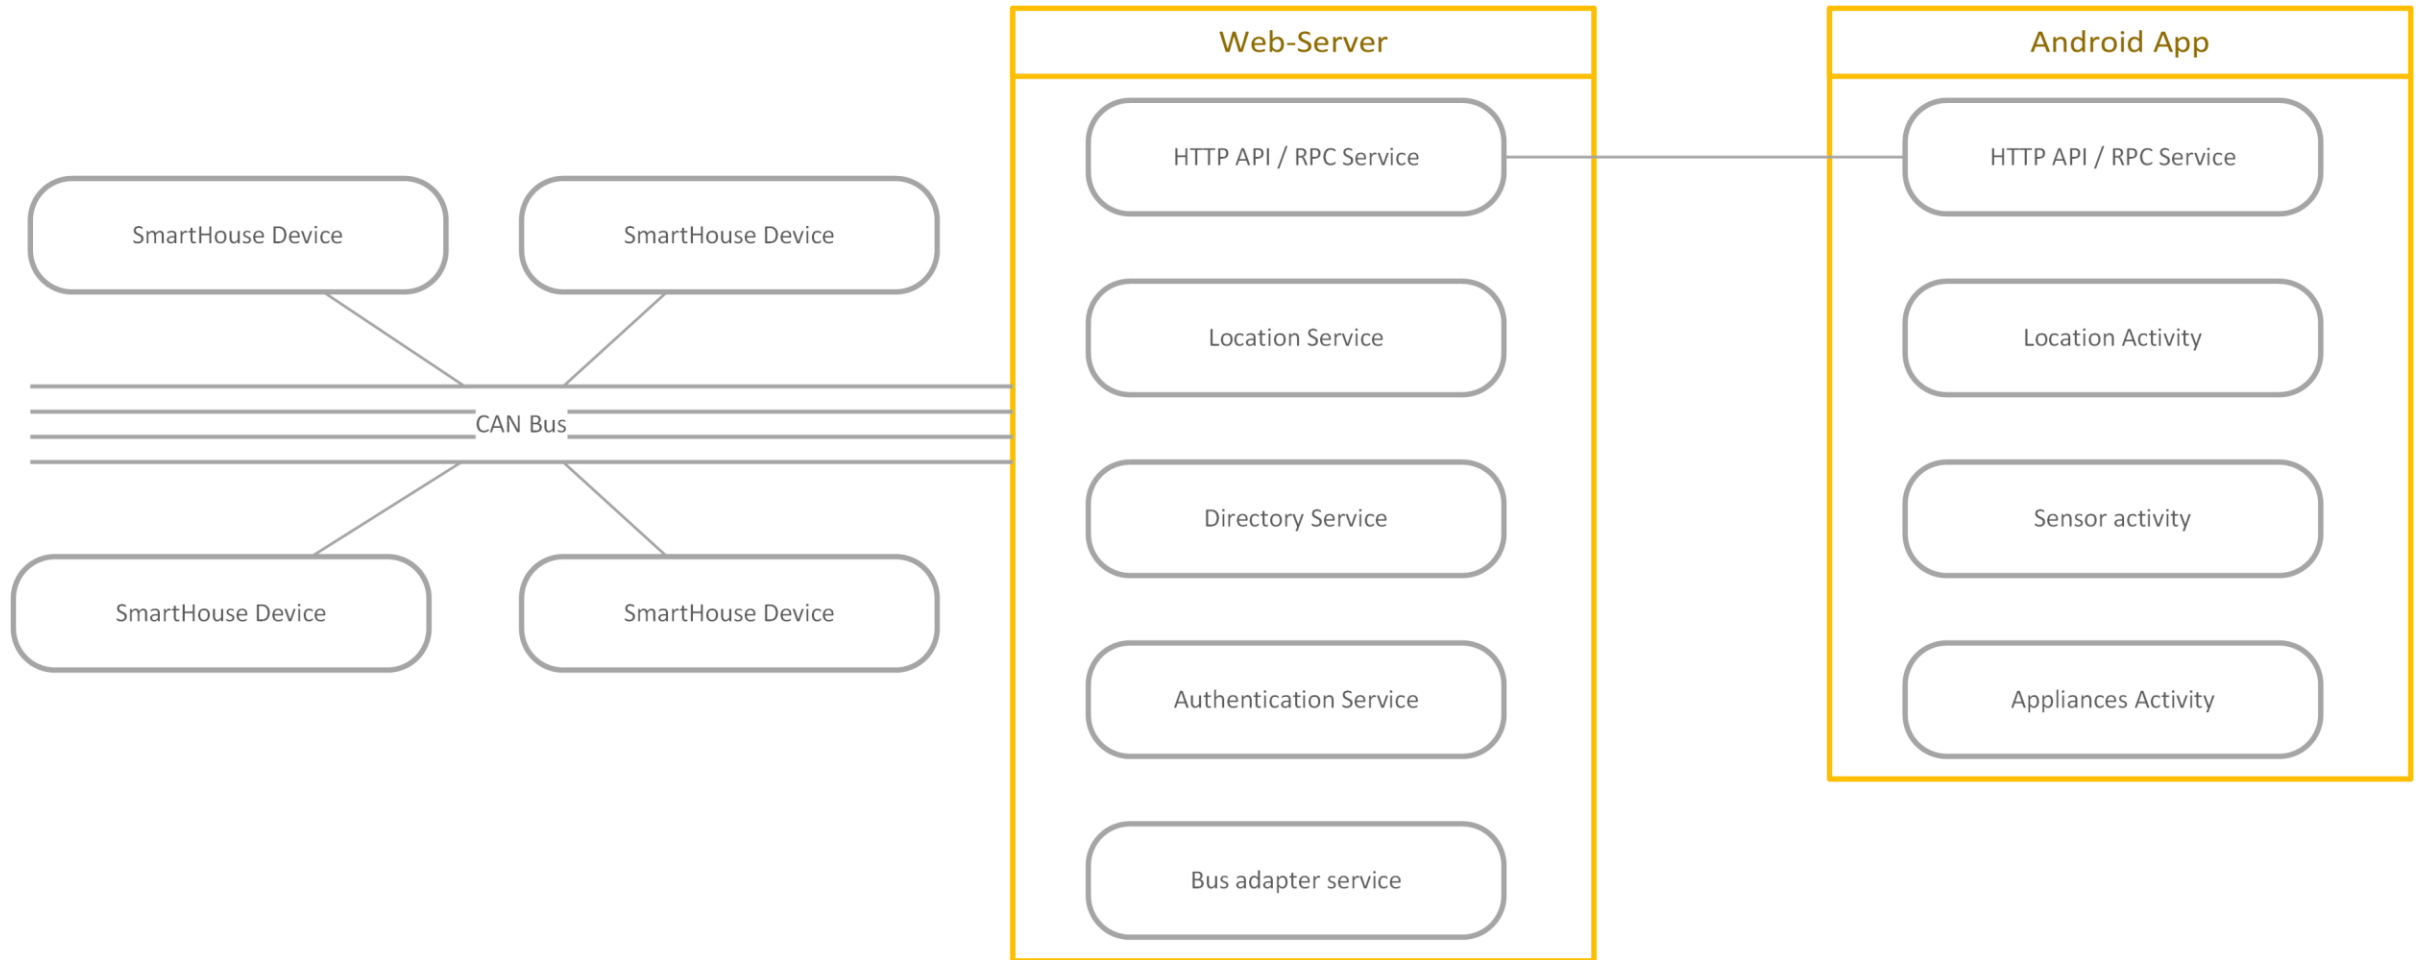 Web-Server
Android App
HTTP API / RPC Service
HTTP API / RPC Service
SmartHouse Device
SmartHouse Device
Location Service
Location Activity
CAN Bus
Directory Service
Sensor activity
SmartHouse Device
SmartHouse Device
Authentication Service
Appliances Activity
Bus adapter service